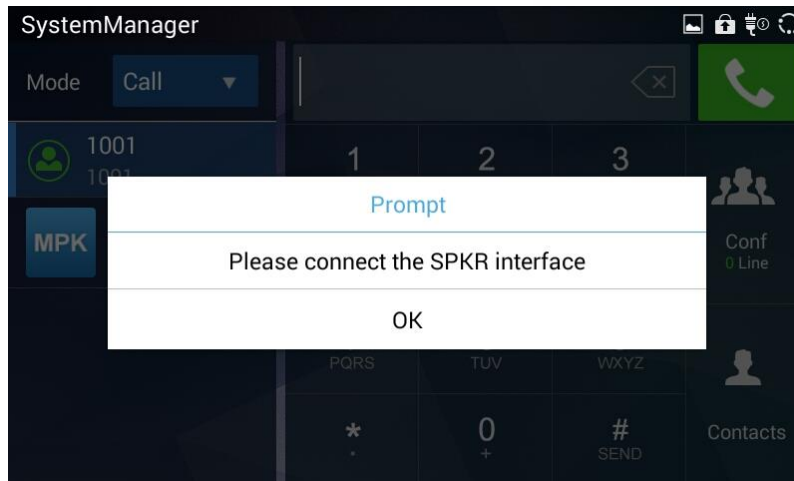 SystemManager
Mode
Call
1001
1001
1
2
3
Prompt
MPK
Please connect the SPKR interface
Conf
0 Line
OK
PQRS
TUV
WXYZ
*
0
#
+
SEND
Contacts